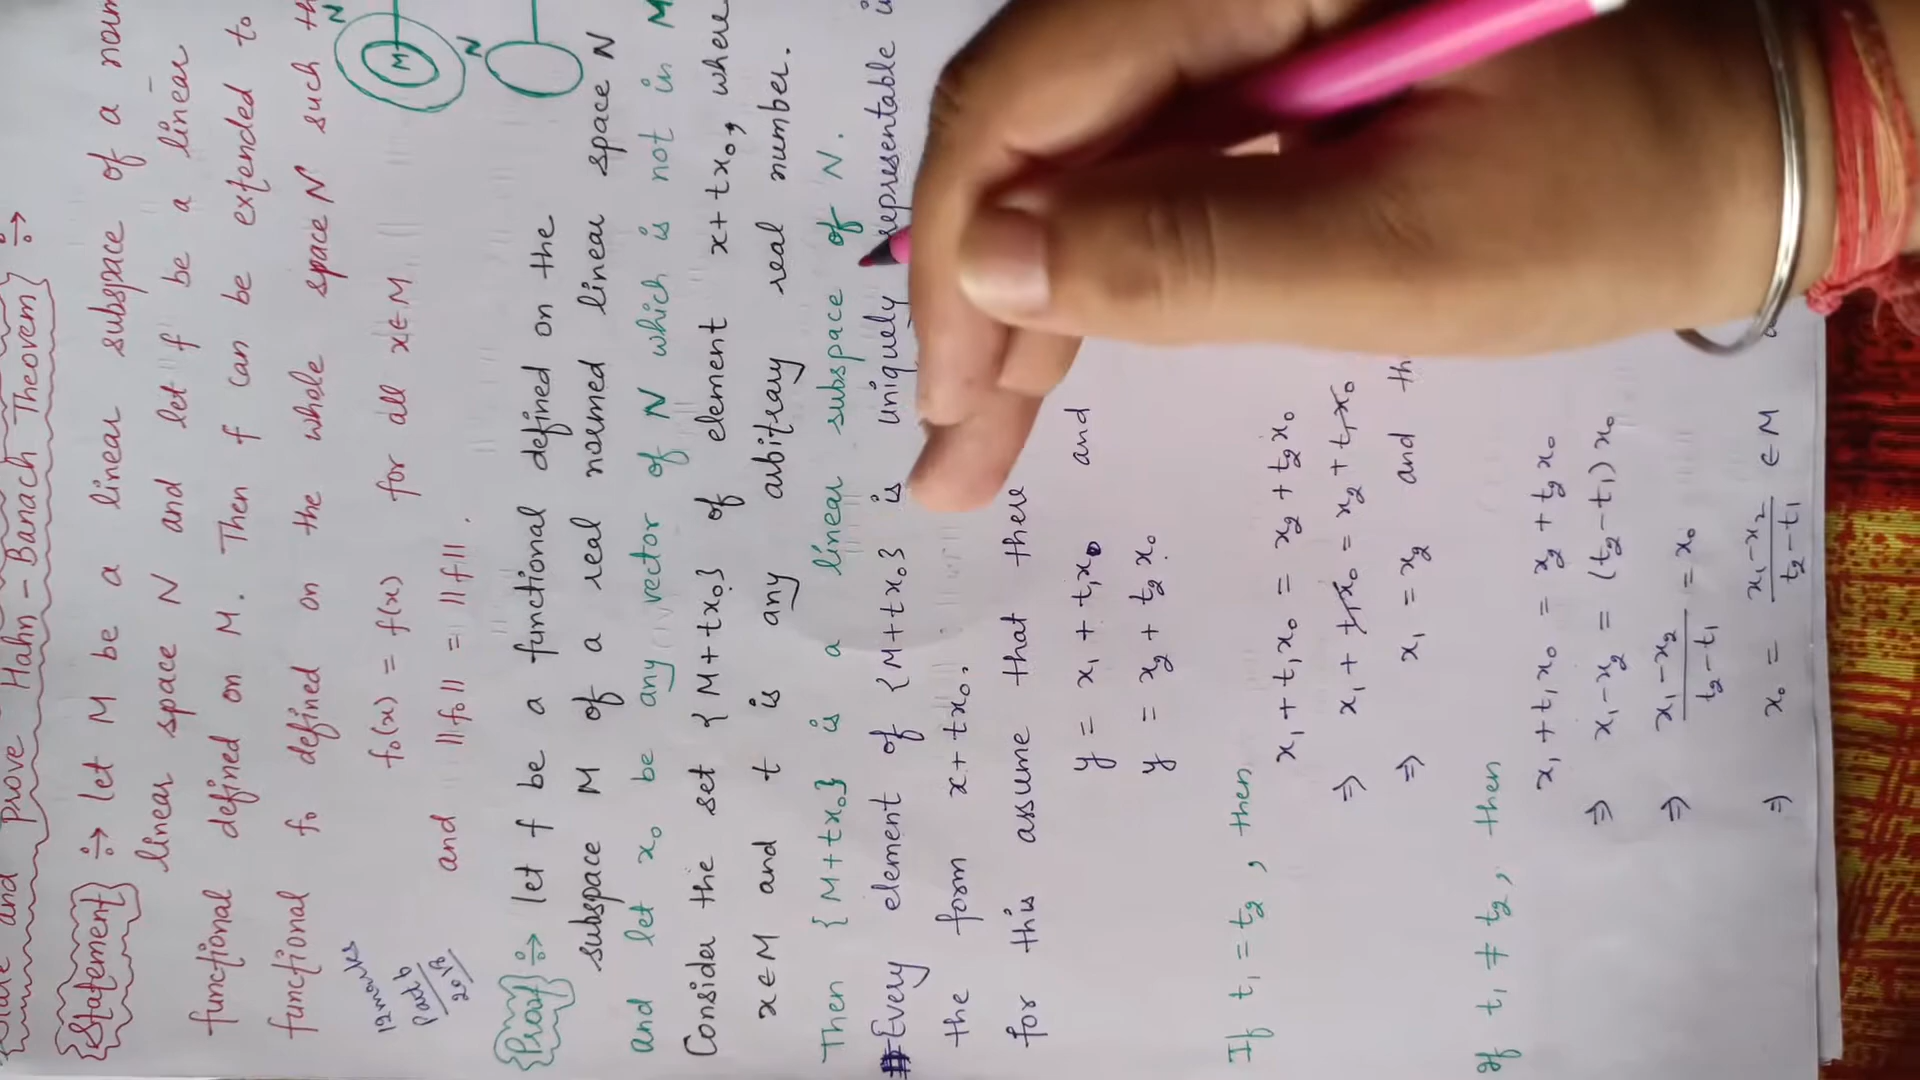 State and Prove Hahn - Banach Theorem} ÷>
{Statement} ÷> let M be a linear subspace of a
linear space N and let f be a linear
functional defined on M. Then f can be extended to
functional f₀ defined on the whole space N such
f₀(x) = f(x) for all x∈M
and ||f₀|| = ||f||.
12 marks
Part b
2018
N
M
N
{Proof} ÷> let f be a functional defined on the
subspace M of a real normed linear space N
and let x₀ be any vector of N which is not in M
Consider the set {M+tx₀} of element x+tx₀, where
x∈M and t is any arbitrary real number.
Then {M+tx₀} is a linear subspace of N.
# Every element of {M+tx₀} is uniquely representable
the form x+tx₀.
for this assume that there
y = x₁ + t₁x₀ and
y = x₂ + t₂x₀
If t₁ = t₂, then
x₁ + t₁x₀ = x₂ + t₂x₀
⇒ x₁ + t₁x₀ = x₂ + t₁x₀
⇒ x₁ = x₂ and
If t₁ ≠ t₂, then
x₁ + t₁x₀ = x₂ + t₂x₀
⇒ x₁ - x₂ = (t₂ - t₁) x₀
⇒ x₁-x₂/t₂-t₁ = x₀
⇒ x₀ = x₁-x₂/t₂-t₁ ∈ M